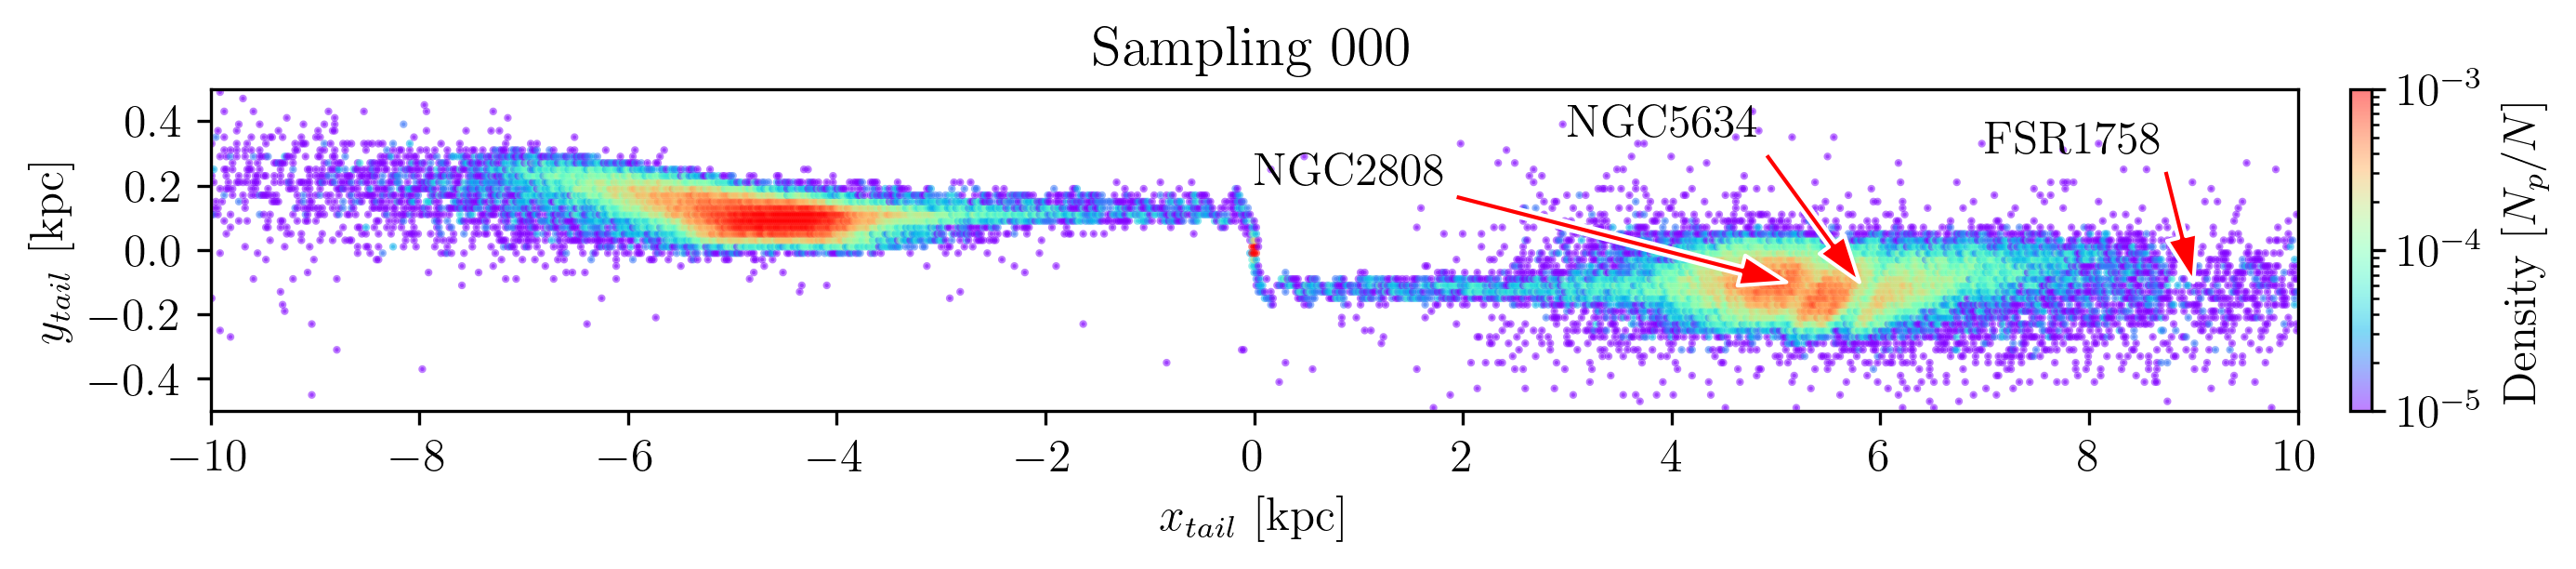 Sampling 000
NGC5634
FSR1758
NGC2808
0.4
0.2
0.0
−0.2
−0.4
y_tail [kpc]
−10 −8 −6 −4 −2 0 2 4 6 8 10
x_tail [kpc]
10^−3
10^−4
10^−5
Density [N_p/N]